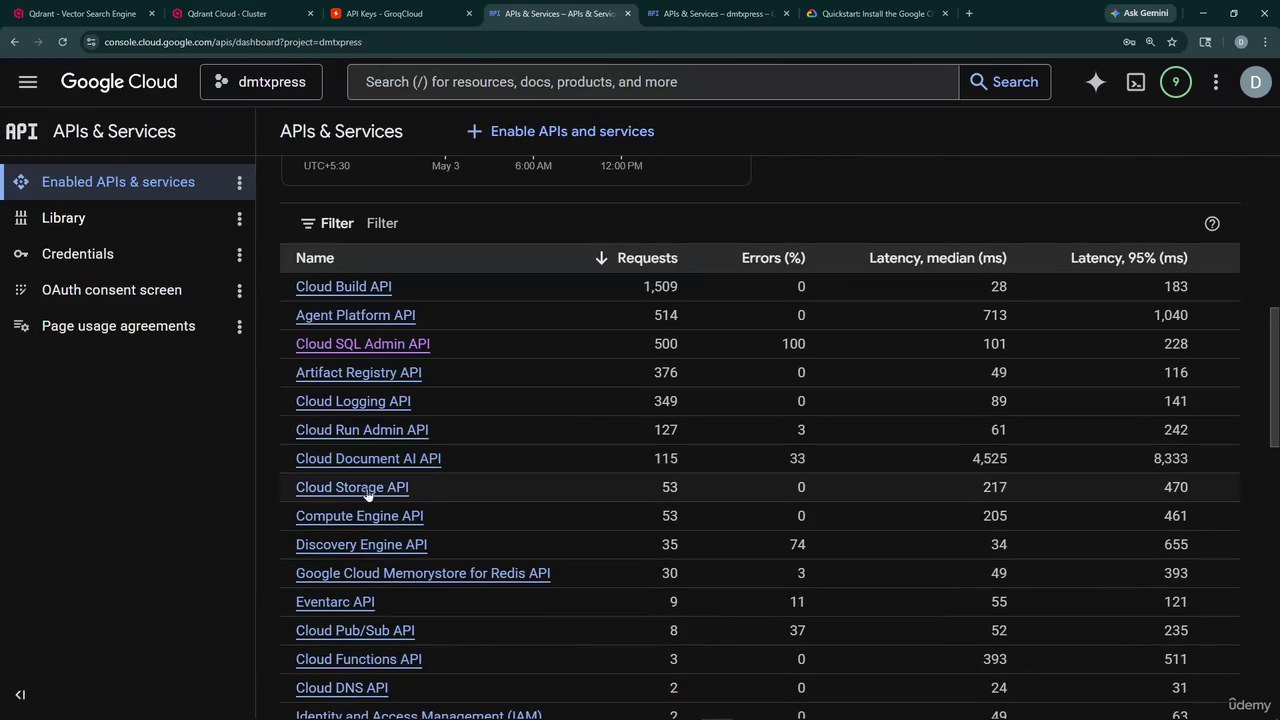 Qdrant - Vector Search Engine
Qdrant Cloud - Cluster
API Keys - GroqCloud
APIs & Services – APIs & Servic
APIs & Services – dmtxpress –
Quickstart: Install the Google C
Ask Gemini
console.cloud.google.com/apis/dashboard?project=dmtxpress
D
Google Cloud
dmtxpress
Search (/) for resources, docs, products, and more
Search
9
D
API APIs & Services
APIs & Services
Enable APIs and services
Enabled APIs & services
Library
Credentials
OAuth consent screen
Page usage agreements
UTC+5:30 May 3 6:00 AM 12:00 PM
Filter Filter
Name Requests Errors (%) Latency, median (ms) Latency, 95% (ms)
Cloud Build API 1,509 0 28 183
Agent Platform API 514 0 713 1,040
Cloud SQL Admin API 500 100 101 228
Artifact Registry API 376 0 49 116
Cloud Logging API 349 0 89 141
Cloud Run Admin API 127 3 61 242
Cloud Document AI API 115 33 4,525 8,333
Cloud Storage API 53 0 217 470
Compute Engine API 53 0 205 461
Discovery Engine API 35 74 34 655
Google Cloud Memorystore for Redis API 30 3 49 393
Eventarc API 9 11 55 121
Cloud Pub/Sub API 8 37 52 235
Cloud Functions API 3 0 393 511
Cloud DNS API 2 0 24 31
Identity and Access Management (IAM) 2 0 49 63
udemy